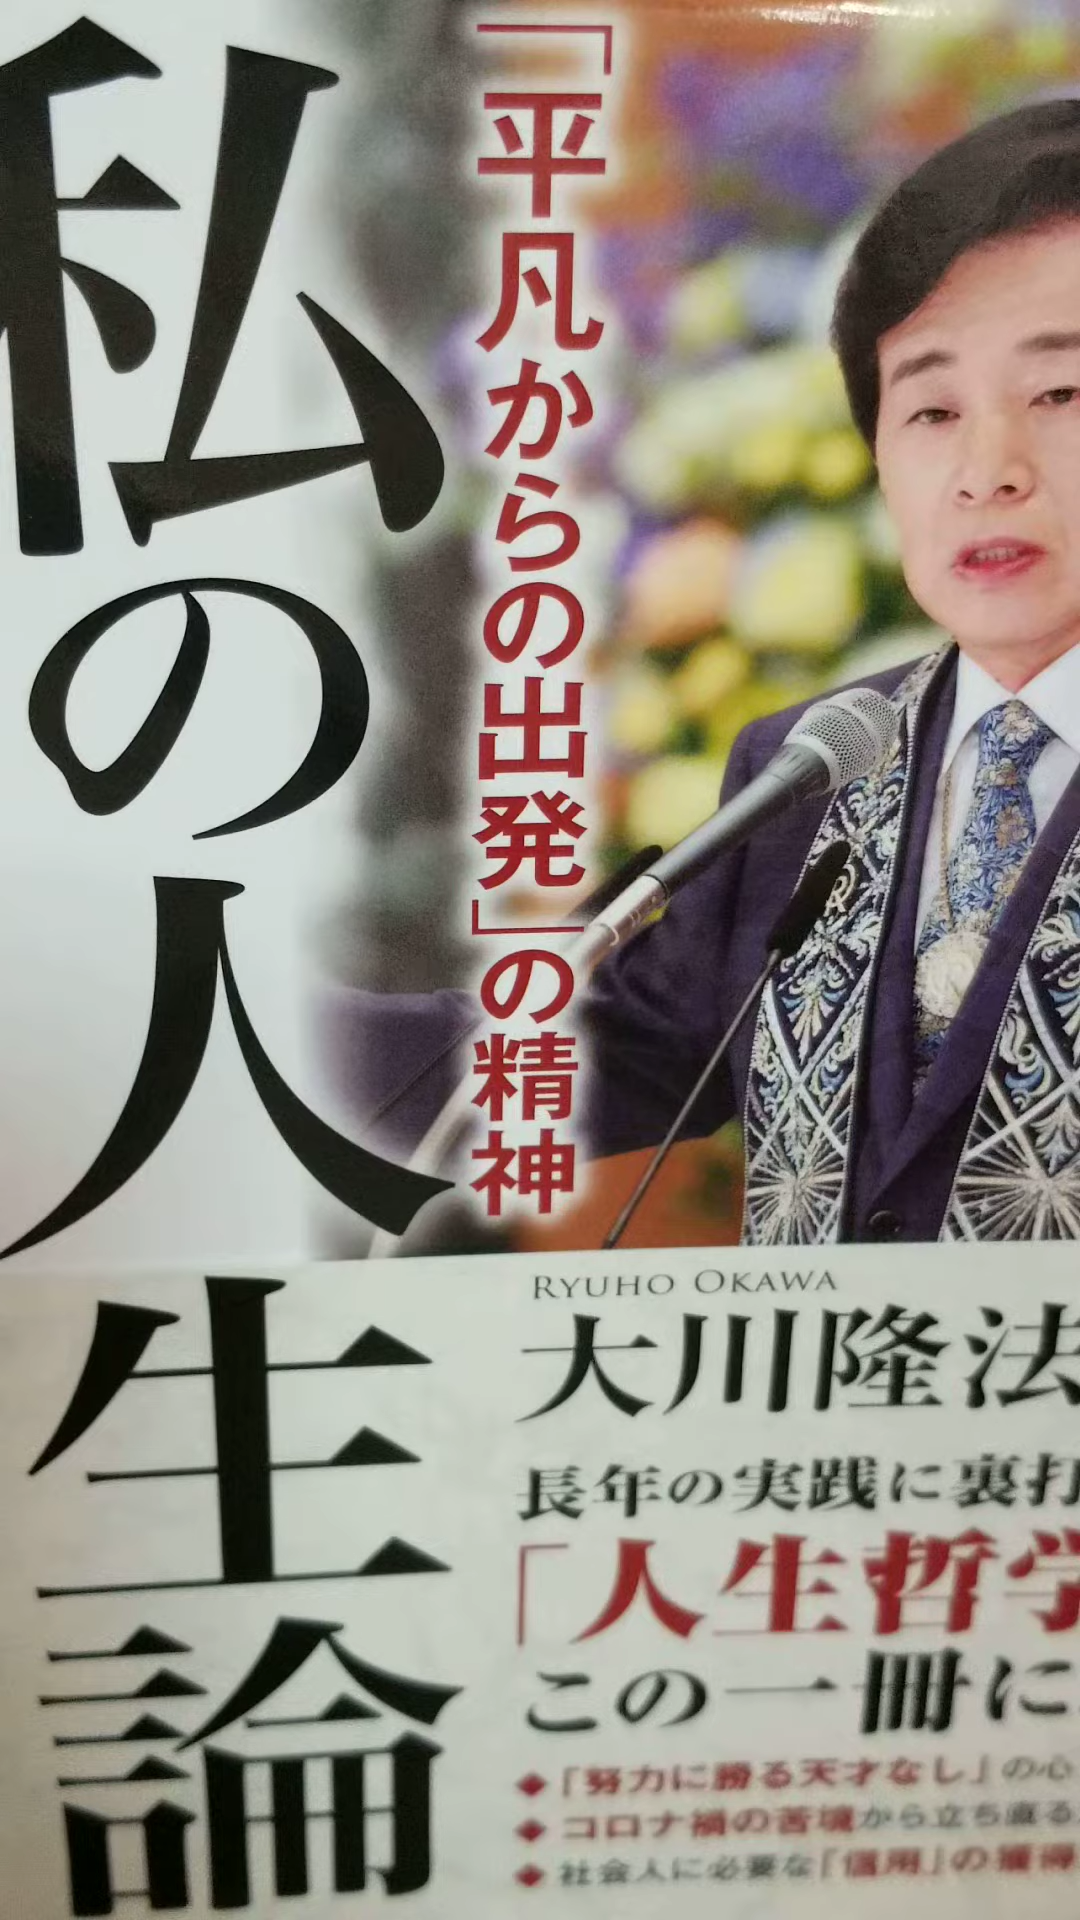 私の人生論
「平凡からの出発」の精神
RYUHO OKAWA
大川隆法
長年の実践に裏打
「人生哲学
この一冊に
◆「努力に勝る天才なし」の心
◆コロナ禍の苦境から立ち直る
◆社会人に必要な「信用」の獲得